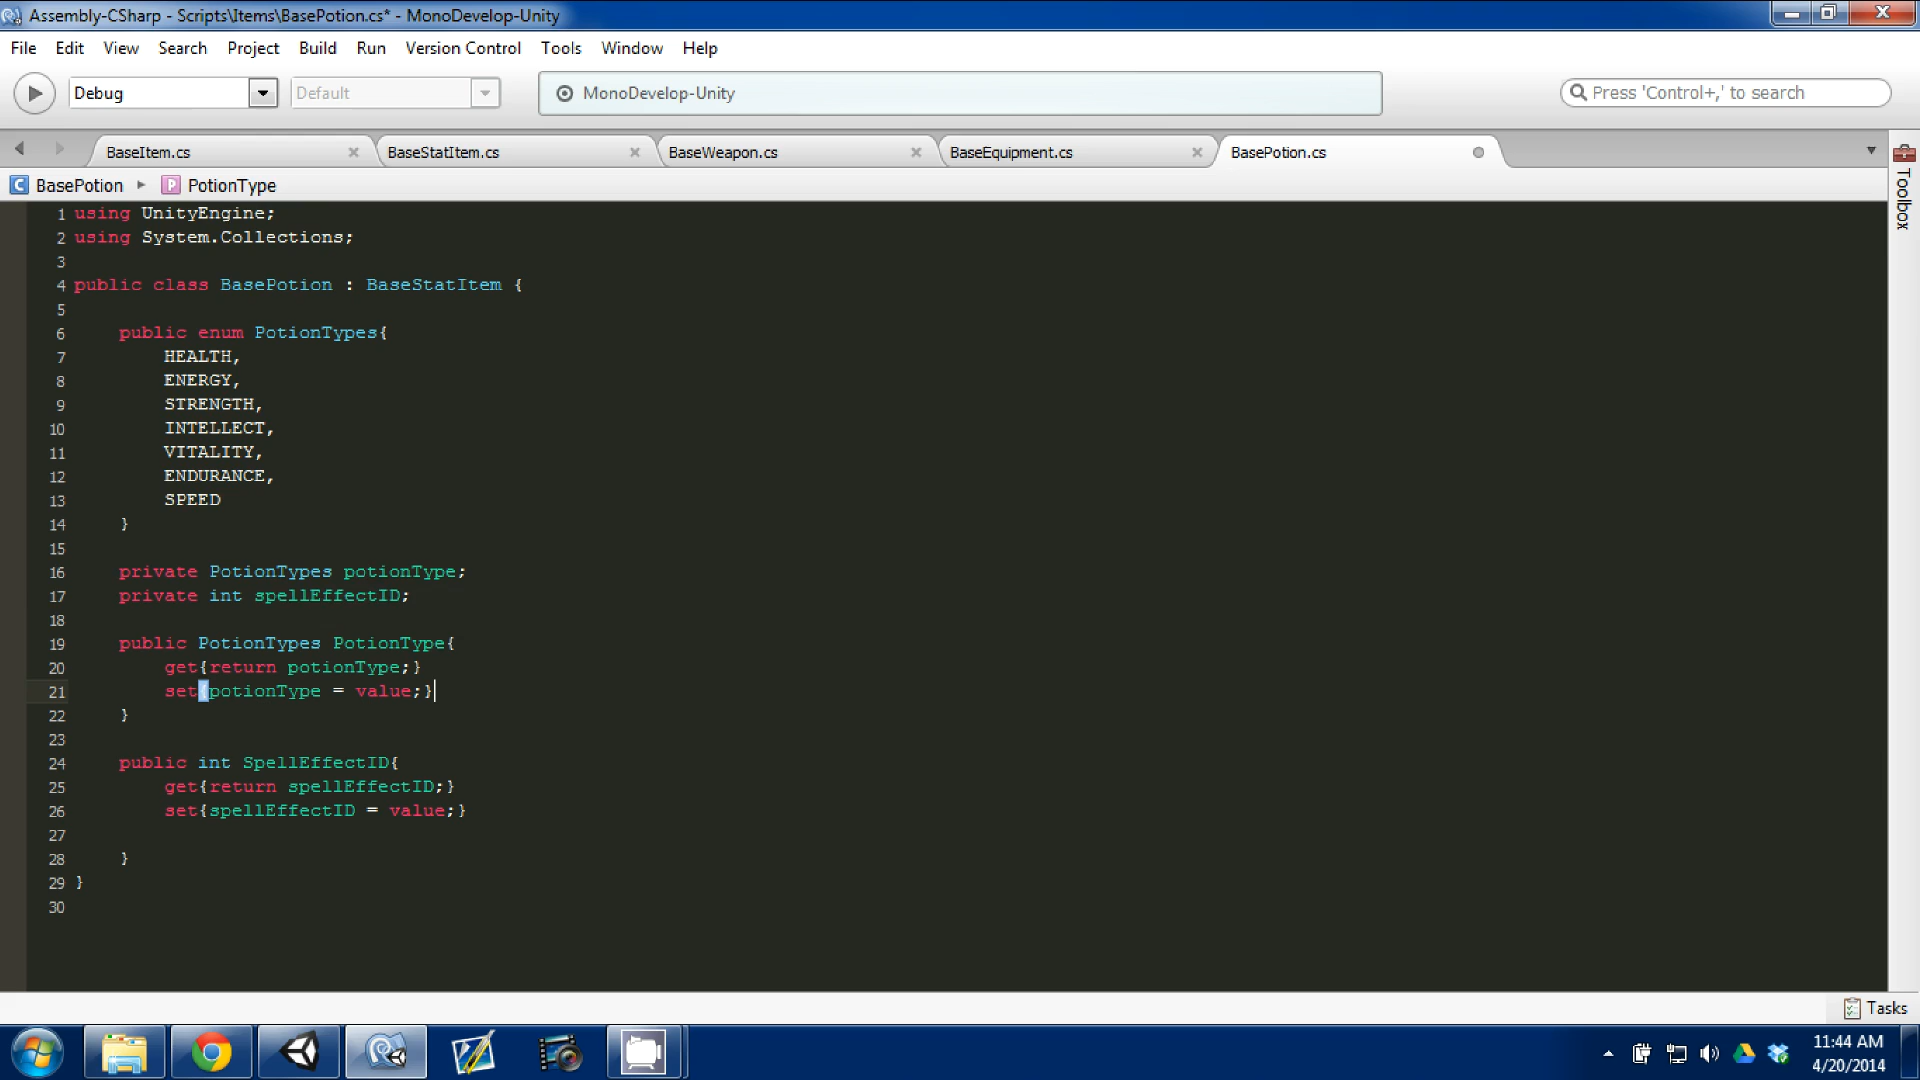 Assembly-CSharp - Scripts\Items\BasePotion.cs* - MonoDevelop-Unity
File Edit View Search Project Build Run Version Control Tools Window Help
Debug Default MonoDevelop-Unity Press 'Control+,' to search
BaseItem.cs BaseStatItem.cs BaseWeapon.cs BaseEquipment.cs BasePotion.cs
Toolbox
C BasePotion P PotionType
1 using UnityEngine;
2 using System.Collections;
3
4 public class BasePotion : BaseStatItem {
5
6 public enum PotionTypes{
7 HEALTH,
8 ENERGY,
9 STRENGTH,
10 INTELLECT,
11 VITALITY,
12 ENDURANCE,
13 SPEED
14 }
15
16 private PotionTypes potionType;
17 private int spellEffectID;
18
19 public PotionTypes PotionType{
20 get{return potionType;}
21 set{potionType = value;}
22 }
23
24 public int SpellEffectID{
25 get{return spellEffectID;}
26 set{spellEffectID = value;}
27
28 }
29 }
30
Tasks
11:44 AM
4/20/2014